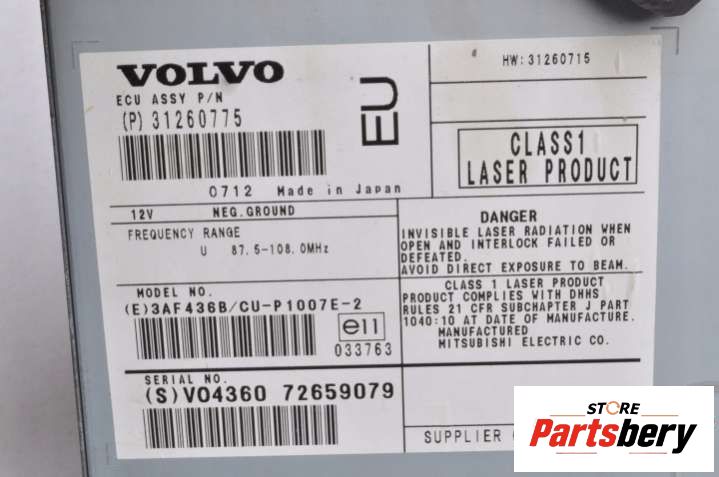 VOLVO
ECU ASSY P/N
(P) 31260775
EU
0712 Made in Japan
HW: 31260715
CLASS1
LASER PRODUCT
12V NEG. GROUND
FREQUENCY RANGE
U 87.5-108.0MHz
DANGER
INVISIBLE LASER RADIATION WHEN
OPEN AND INTERLOCK FAILED OR
DEFEATED.
AVOID DIRECT EXPOSURE TO BEAM.
MODEL NO.
(E)3AF436B/CU-P1007E-2
e11
033763
CLASS 1 LASER PRODUCT
PRODUCT COMPLIES WITH DHHS
RULES 21 CFR SUBCHAPTER J PART
1040:10 AT DATE OF MANUFACTURE.
MANUFACTURED
MITSUBISHI ELECTRIC CO.
SERIAL NO.
(S)V04360 72659079
SUPPLIER
STORE
Partsbery